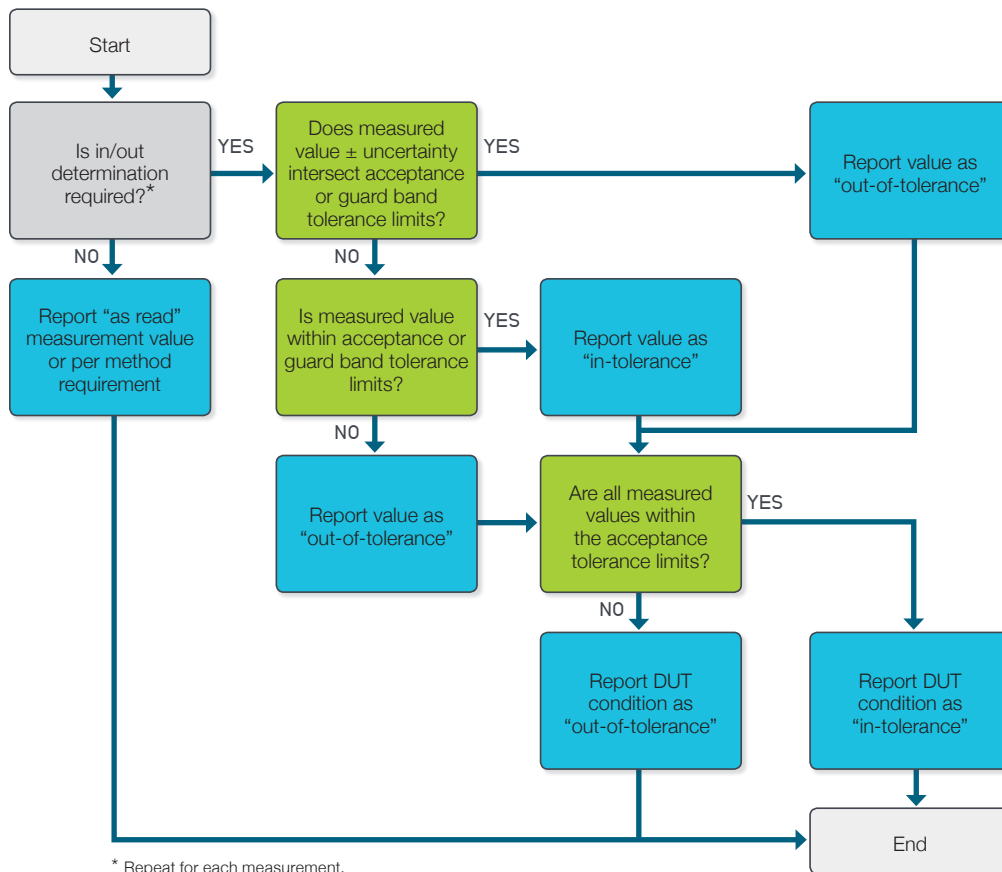 Start
Is in/out
determination
required?*
YES
Does measured
value ± uncertainty
intersect acceptance
or guard band
tolerance limits?
YES
Report value as
“out-of-tolerance”
NO
NO
Report “as read”
measurement value
or per method
requirement
Is measured value
within acceptance or
guard band tolerance
limits?
YES
Report value as
“in-tolerance”
NO
Report value as
“out-of-tolerance”
Are all measured
values within
the acceptance
tolerance limits?
YES
NO
Report DUT
condition as
“out-of-tolerance”
Report DUT
condition as
“in-tolerance”
End
* Repeat for each measurement.